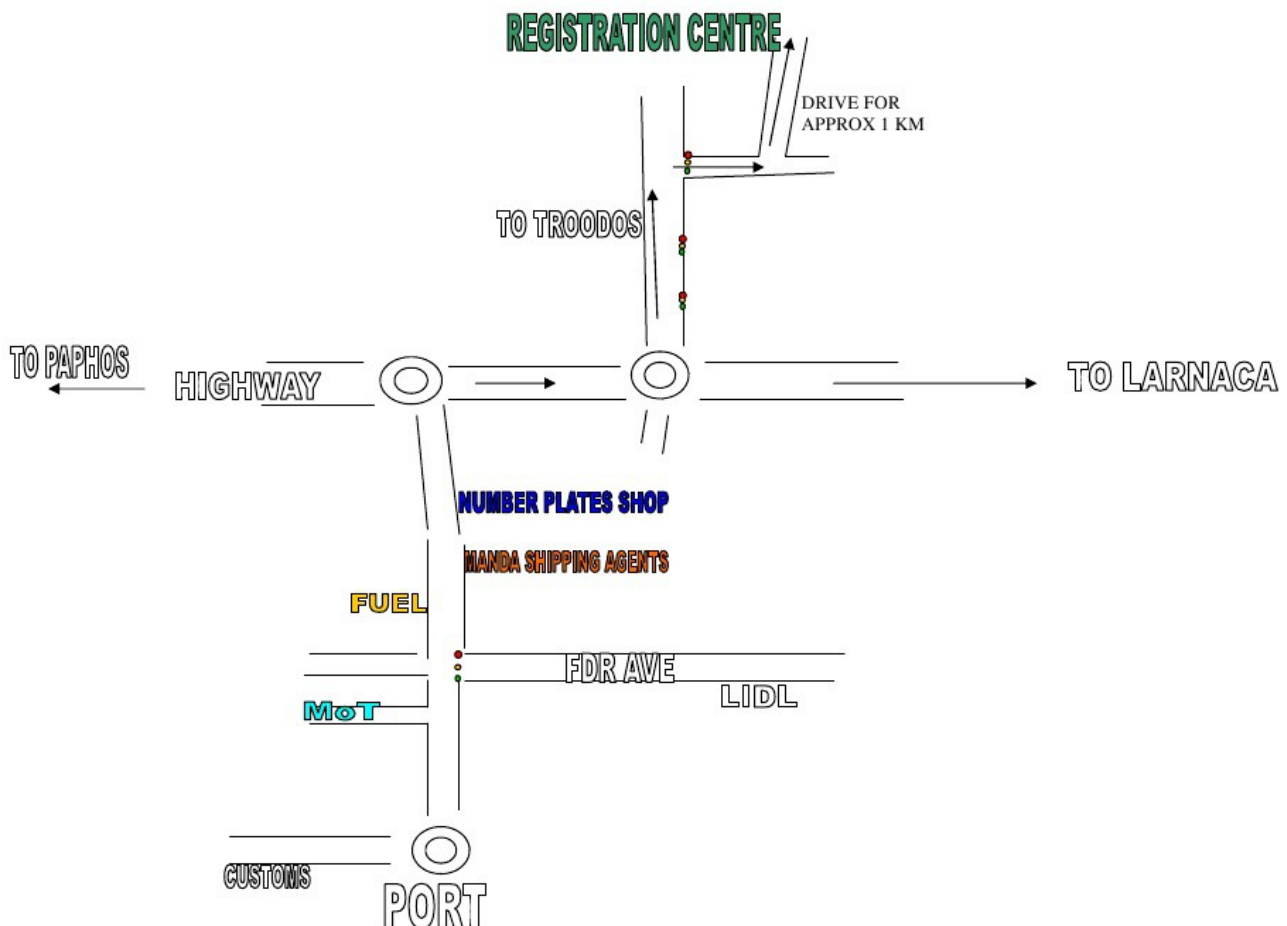 REGISTRATION CENTRE
DRIVE FOR
APPROX 1 KM
TO TROODOS
TO PAPHOS
HIGHWAY
TO LARNACA
NUMBER PLATES SHOP
MANDA SHIPPING AGENTS
FUEL
FDR AVE
LIDL
MoT
CUSTOMS
PORT